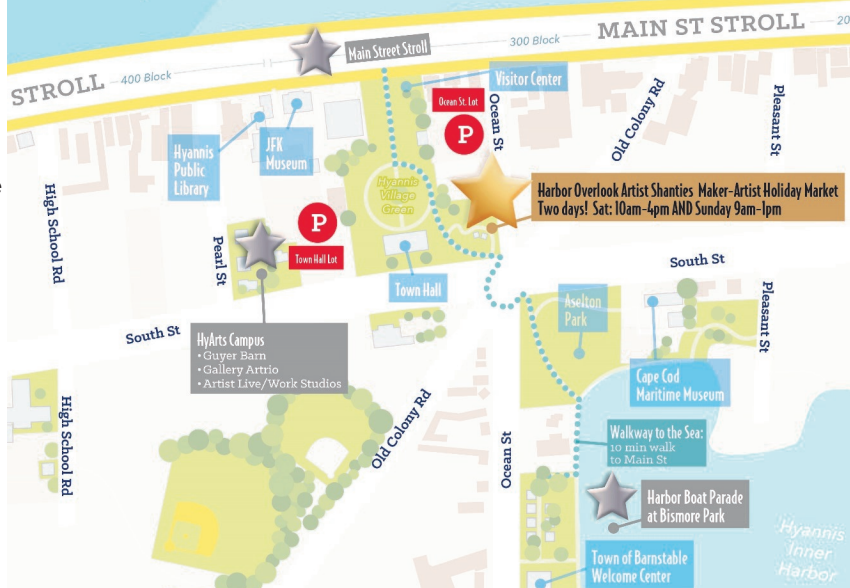 STROLL
400 Block
Main Street Stroll
300 Block
MAIN ST STROLL
20
Visitor Center
Ocean St. Lot
P
Ocean St
Old Colony Rd
Pleasant St
Hyannis
Public
Library
JFK
Museum
e
High School Rd
Hyannis
Village
Green
Harbor Overlook Artist Shanties Maker-Artist Holiday Market
Two days! Sat: 10am-4pm AND Sunday 9am-1pm
P
Town Hall Lot
Pearl St
Town Hall
South St
Aselton
Park
Pleasant St
South St
HyArts Campus
• Guyer Barn
• Gallery Artrio
• Artist Live/Work Studios
Cape Cod
Maritime Museum
High School Rd
Old Colony Rd
Ocean St
Walkway to the Sea:
10 min walk
to Main St
Harbor Boat Parade
at Bismore Park
Hyannis
Inner
Harbor
Town of Barnstable
Welcome Center